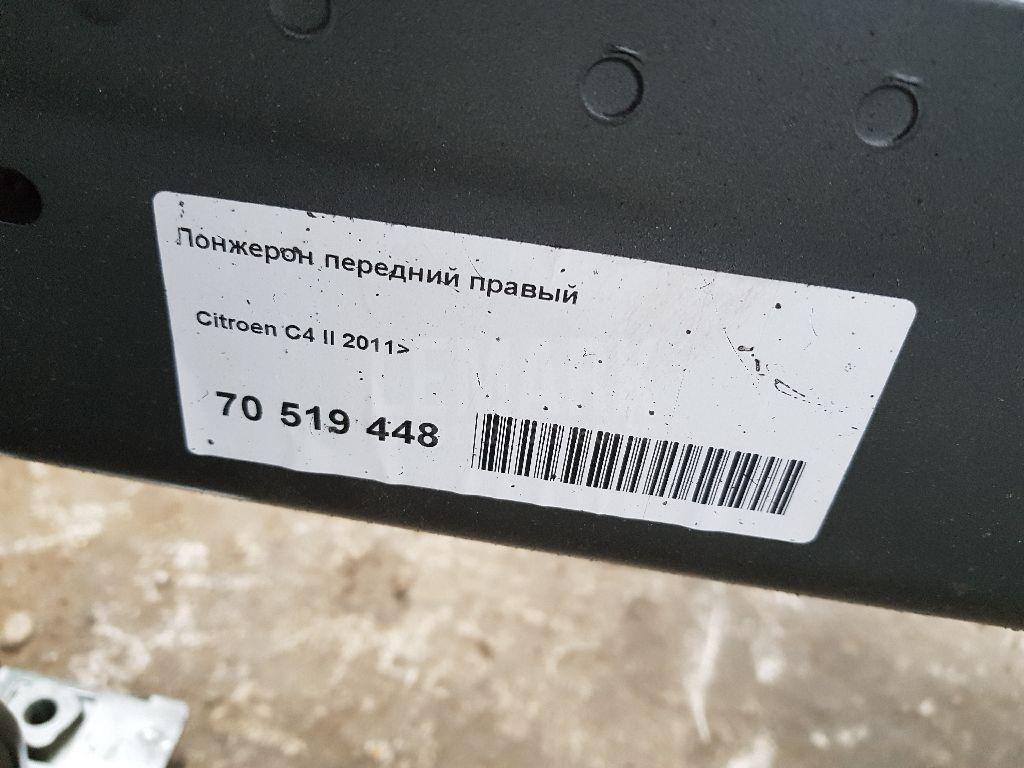 Лонжерон передний правый
Citroen C4 II 2011>
70 519 448